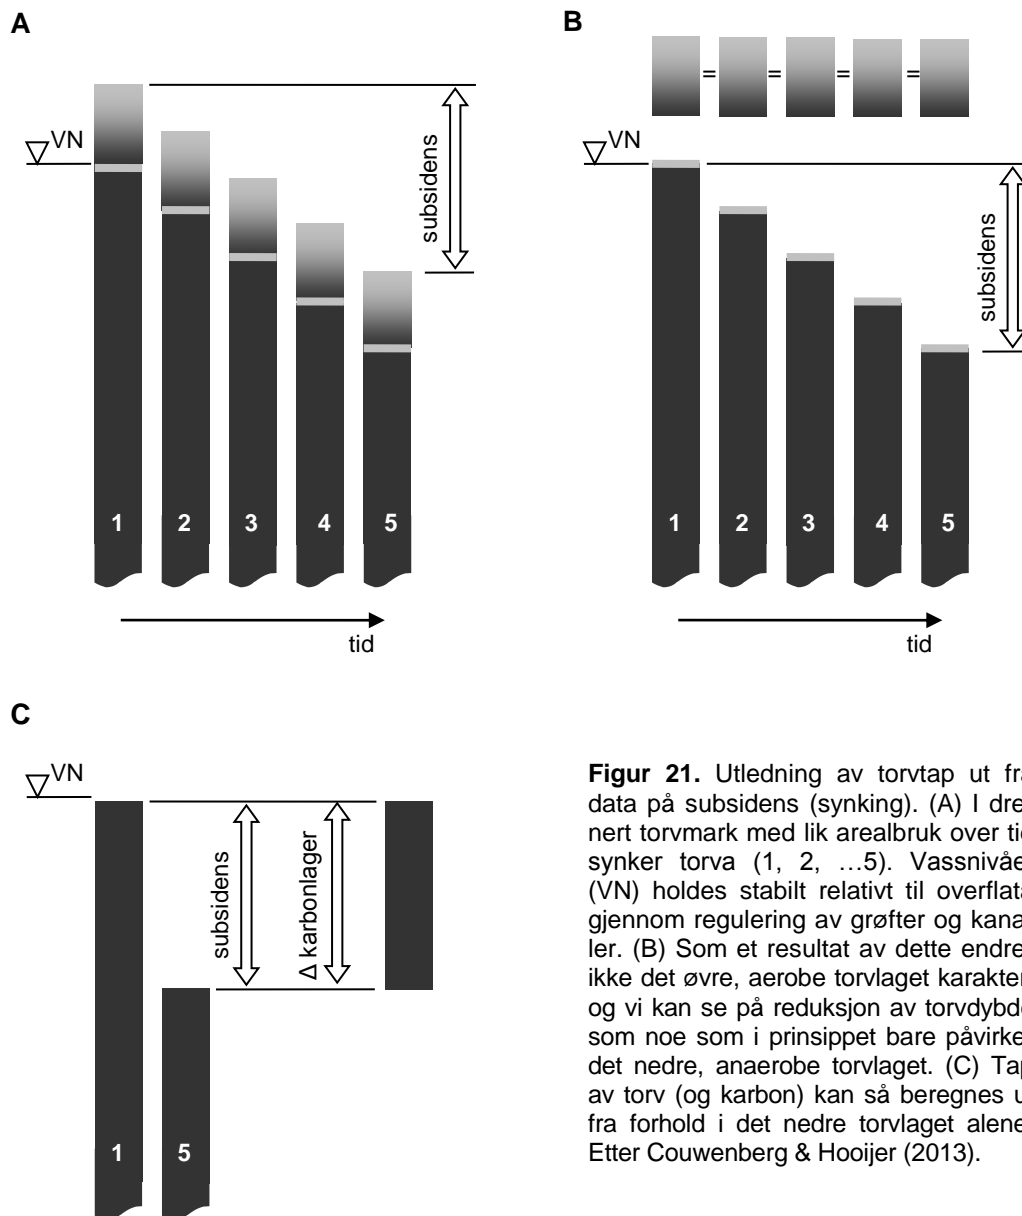 A
VN
subsidens
1 2 3 4 5
tid
B
= = = =
VN
subsidens
1 2 3 4 5
tid
C
VN
subsidens
Δ karbonlager
1 5
Figur 21. Utledning av torvtap ut fra
data på subsidens (synking). (A) I dre
nert torvmark med lik arealbruk over tid
synker torva (1, 2, …5). Vassnivåe
(VN) holdes stabilt relativt til overflata
gjennom regulering av grøfter og kana
ler. (B) Som et resultat av dette endre
ikke det øvre, aerobe torvlaget karakter
og vi kan se på reduksjon av torvdybde
som noe som i prinsippet bare påvirke
det nedre, anaerobe torvlaget. (C) Tap
av torv (og karbon) kan så beregnes u
fra forhold i det nedre torvlaget alene
Etter Couwenberg & Hooijer (2013).